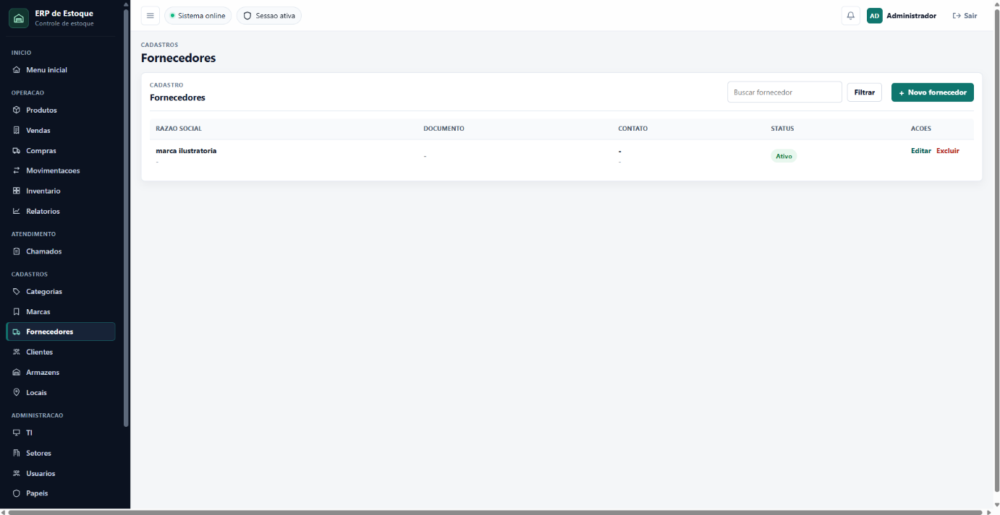 ERP de Estoque
Controle de estoque
INICIO
Menu inicial
OPERACAO
Produtos
Vendas
Compras
Movimentacoes
Inventario
Relatorios
ATENDIMENTO
Chamados
CADASTROS
Categorias
Marcas
Fornecedores
Clientes
Armazens
Locais
ADMINISTRACAO
TI
Setores
Usuarios
Papeis
Sistema online
Sessao ativa
AD Administrador
Sair
CADASTROS
Fornecedores
CADASTRO
Fornecedores
Buscar fornecedor
Filtrar
+ Novo fornecedor
RAZAO SOCIAL DOCUMENTO CONTATO STATUS ACOES
marca ilustratoria - - Ativo Editar Excluir
- -